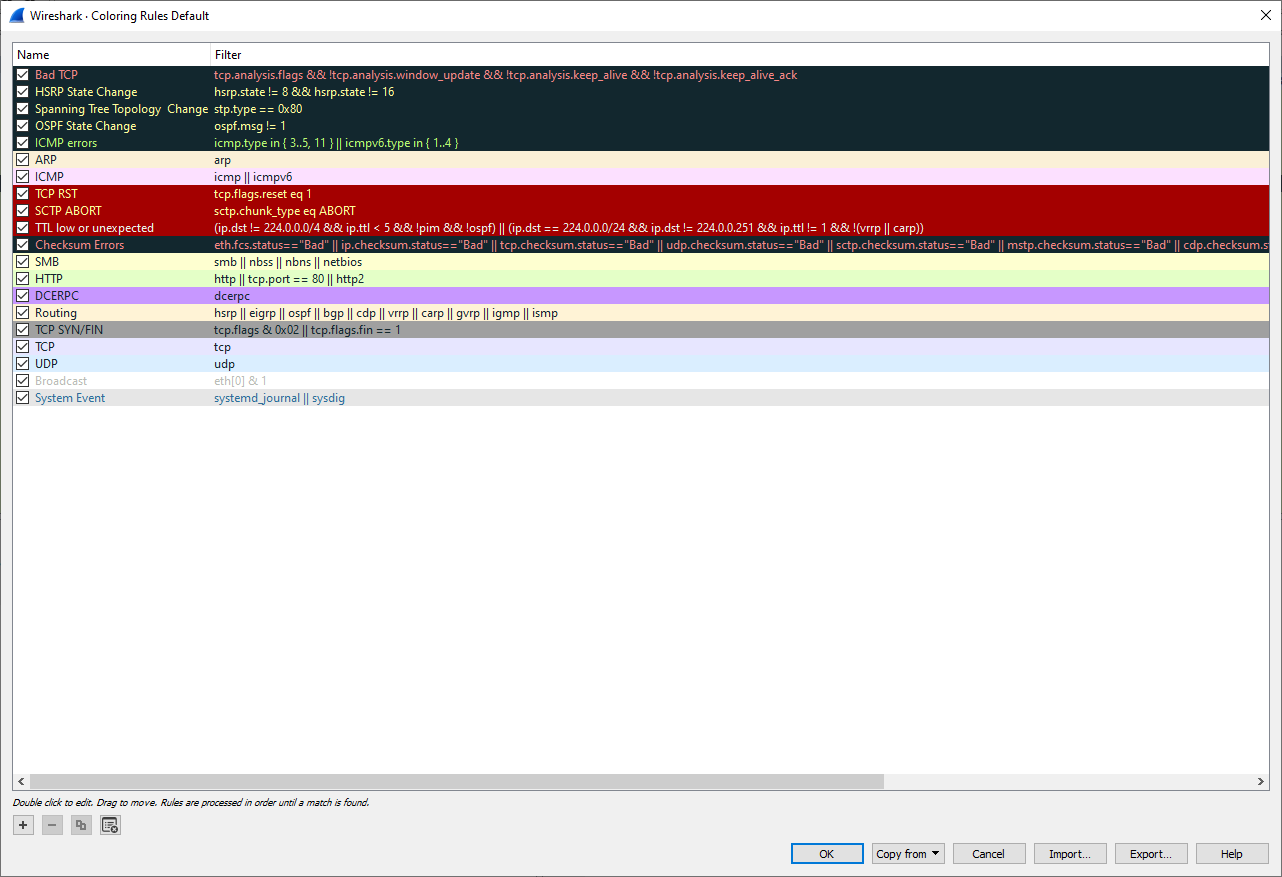 Wireshark · Coloring Rules Default
Name Filter
Bad TCP tcp.analysis.flags && !tcp.analysis.window_update && !tcp.analysis.keep_alive && !tcp.analysis.keep_alive_ack
HSRP State Change hsrp.state != 8 && hsrp.state != 16
Spanning Tree Topology  Change stp.type == 0x80
OSPF State Change ospf.msg != 1
ICMP errors icmp.type in { 3..5, 11 } || icmpv6.type in { 1..4 }
ARP arp
ICMP icmp || icmpv6
TCP RST tcp.flags.reset eq 1
SCTP ABORT sctp.chunk_type eq ABORT
TTL low or unexpected (ip.dst != 224.0.0.0/4 && ip.ttl < 5 && !pim && !ospf) || (ip.dst == 224.0.0.0/24 && ip.dst != 224.0.0.251 && ip.ttl != 1 && !(vrrp || carp))
Checksum Errors eth.fcs.status=="Bad" || ip.checksum.status=="Bad" || tcp.checksum.status=="Bad" || udp.checksum.status=="Bad" || sctp.checksum.status=="Bad" || mstp.checksum.status=="Bad" || cdp.checksum.s
SMB smb || nbss || nbns || netbios
HTTP http || tcp.port == 80 || http2
DCERPC dcerpc
Routing hsrp || eigrp || ospf || bgp || cdp || vrrp || carp || gvrp || igmp || ismp
TCP SYN/FIN tcp.flags & 0x02 || tcp.flags.fin == 1
TCP tcp
UDP udp
Broadcast eth[0] & 1
System Event systemd_journal || sysdig
Double click to edit. Drag to move. Rules are processed in order until a match is found.
OK Copy from Cancel Import... Export... Help